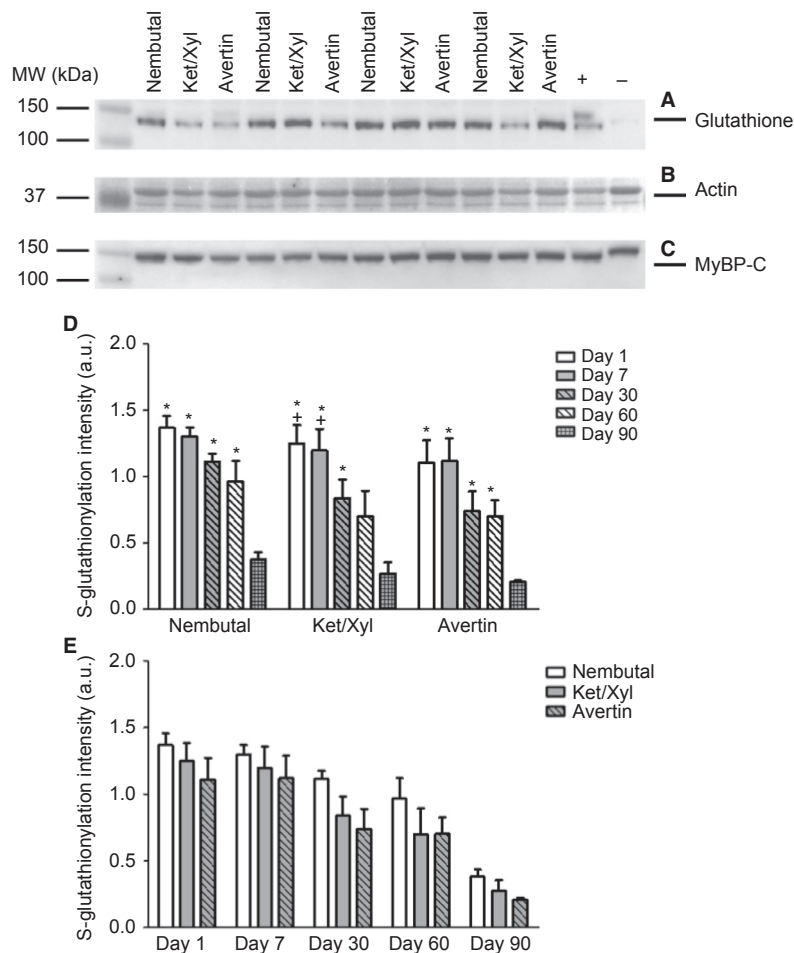 Nembutal Ket/Xyl Avertin Nembutal Ket/Xyl Avertin Nembutal Ket/Xyl Avertin Nembutal Ket/Xyl Avertin + –
MW (kDa)
150
100
A
Glutathione
37
B
Actin
150
100
C
MyBP-C
D
S-glutathionylation intensity (a.u.)
2.0
1.5
1.0
0.5
0.0
* * * *
* *
+ +
*
* * * *
Nembutal Ket/Xyl Avertin
Day 1
Day 7
Day 30
Day 60
Day 90
E
S-glutathionylation intensity (a.u.)
2.0
1.5
1.0
0.5
0.0
Day 1 Day 7 Day 30 Day 60 Day 90
Nembutal
Ket/Xyl
Avertin